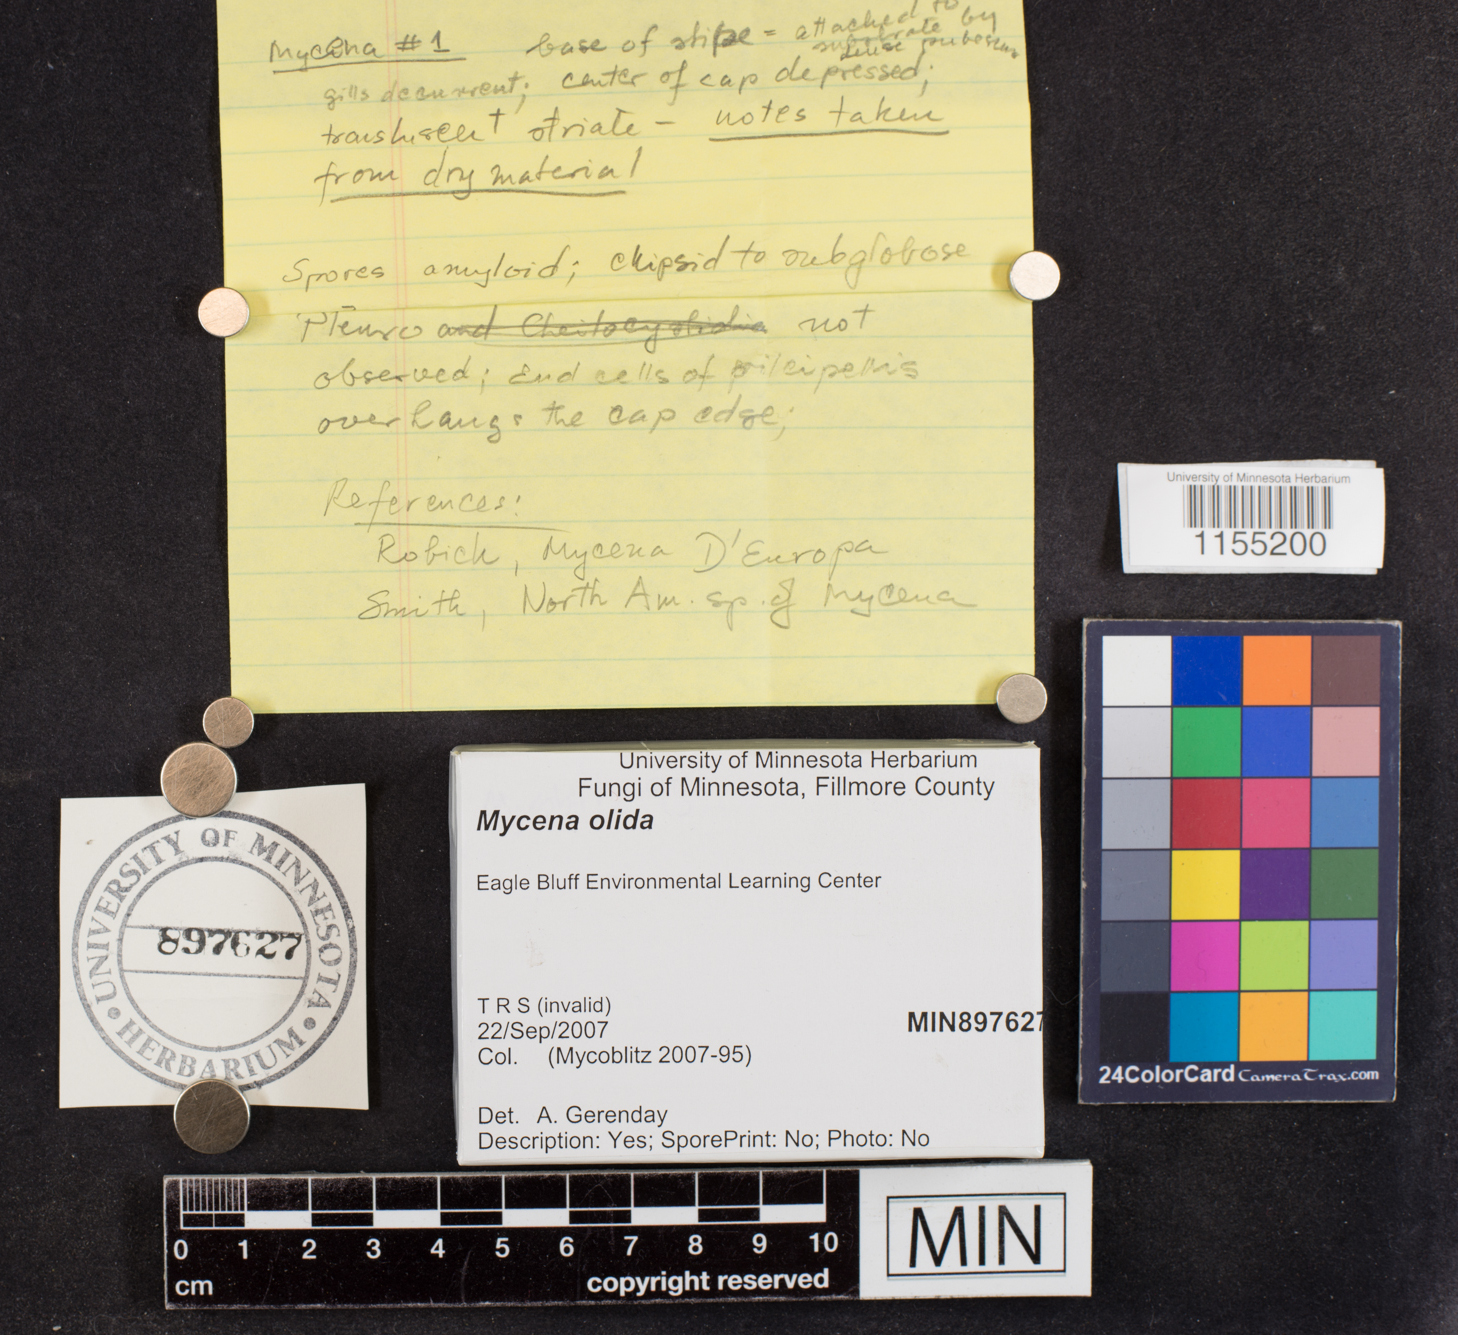 Mycena #1 base of stipe = attached to
substrate by
dense pubescens
gills decurrent; center of cap depressed;
translucent striate – notes taken
from dry material
Spores amyloid; elipsoid to subglobose
Pleuro and Cheilocystidia not
observed; End cells of pileipellis
overhangs the cap edge;
References:
Robich, Mycena D'Europa
Smith, North Am. sp. of Mycena
University of Minnesota Herbarium
1155200
University of Minnesota Herbarium
Fungi of Minnesota, Fillmore County
Mycena olida
Eagle Bluff Environmental Learning Center
T R S (invalid)
22/Sep/2007
MIN897627
Col. (Mycoblitz 2007-95)
Det. A. Gerenday
Description: Yes; SporePrint: No; Photo: No
UNIVERSITY OF MINNESOTA
897627
HERBARIUM
24ColorCard CameraTrax.com
0 1 2 3 4 5 6 7 8 9 10
cm copyright reserved
MIN